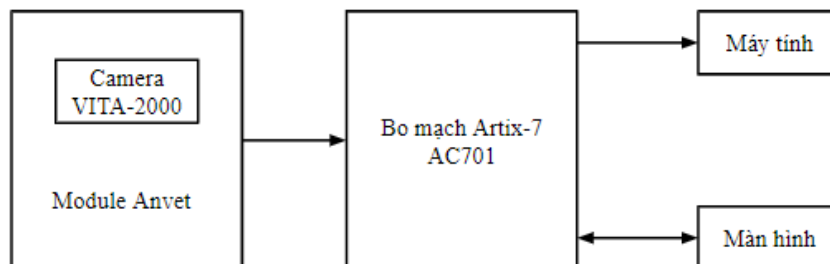 Camera
VITA-2000
Module Anvet
Bo mạch Artix-7
AC701
Máy tính
Màn hình